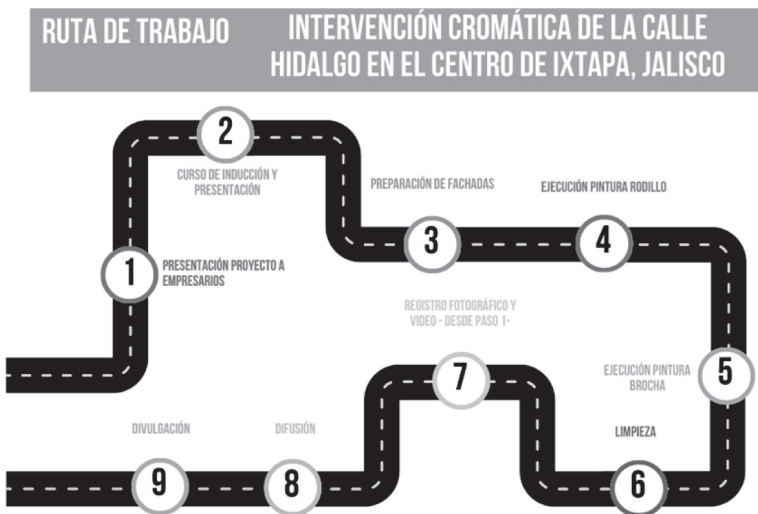 RUTA DE TRABAJO
INTERVENCIÓN CROMÁTICA DE LA CALLE
HIDALGO EN EL CENTRO DE IXTAPA, JALISCO
1
PRESENTACIÓN PROYECTO A
EMPRESARIOS
2
CURSO DE INDUCCIÓN Y
PRESENTACIÓN
3
PREPARACIÓN DE FACHADAS
4
EJECUCIÓN PINTURA RODILLO
5
EJECUCIÓN PINTURA
BROCHA
6
LIMPIEZA
7
REGISTRO FOTOGRÁFICO Y
VIDEO - DESDE PASO 1-
8
DIFUSIÓN
9
DIVULGACIÓN